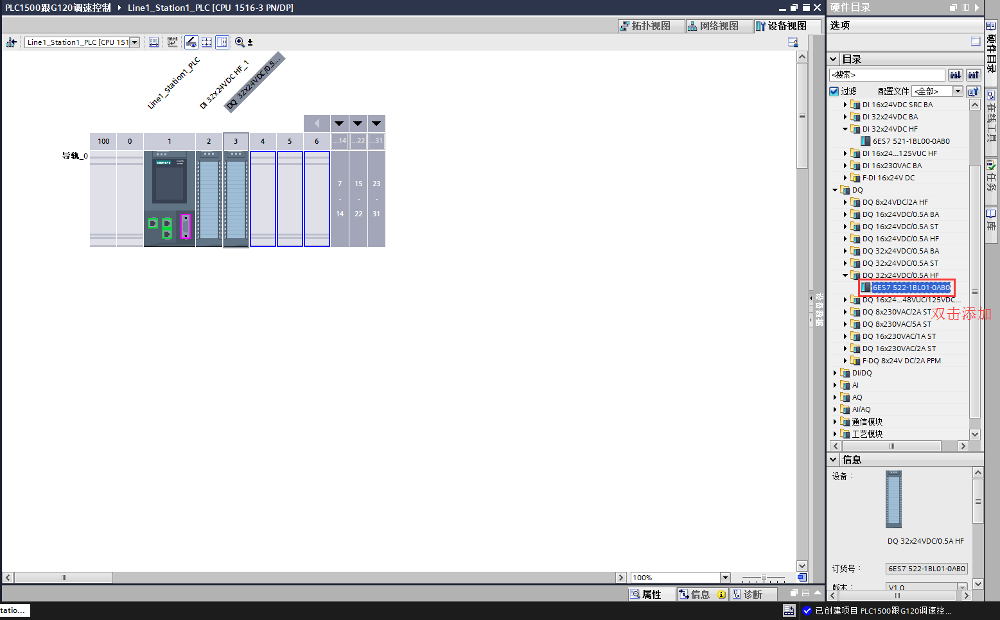 PLC1500跟G120调速控制 ▶ Line1_Station1_PLC [CPU 1516-3 PN/DP]
硬件目录
拓扑视图 网络视图 设备视图
选项
Line1_Station1_PLC [CPU 151
目录
<搜索>
过滤 配置文件 <全部>
Line1_Station1_PLC
DI 32x24VDC HF_1
DQ 32x24VDC/0.5...
100 0 1 2 3 4 5 6 ...14 ...22 ...31
导轨_0
SIEMENS
7 15 23
- - -
14 22 31
DI 16x24VDC SRC BA
DI 32x24VDC BA
DI 32x24VDC HF
6ES7 521-1BL00-0AB0
DI 16x24...125VUC HF
DI 16x230VAC BA
F-DI 16x24V DC
DQ
DQ 8x24VDC/2A HF
DQ 16x24VDC/0.5A BA
DQ 16x24VDC/0.5A ST
DQ 16x24VDC/0.5A HF
DQ 32x24VDC/0.5A BA
DQ 32x24VDC/0.5A ST
DQ 32x24VDC/0.5A HF
6ES7 522-1BL01-0AB0
DQ 16x24...48VUC/125VDC...
DQ 8x230VAC/2A ST
双击添加
DQ 8x230VAC/5A ST
DQ 16x230VAC/1A ST
DQ 16x230VAC/2A ST
F-DQ 8x24V DC/2A PPM
DI/DQ
AI
AQ
AI/AQ
通信模块
工艺模块
设备数据
信息
设备：
DQ 32x24VDC/0.5A HF
订货号： 6ES7 522-1BL01-0AB0
版本： V1.0
硬件目录
在线工具
任务
库
100%
属性 信息 诊断
tatio...
已创建项目 PLC1500跟G120调速控...